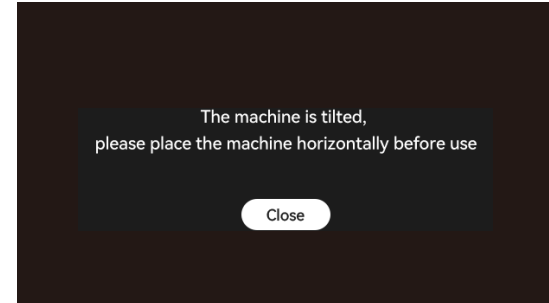 The machine is tilted,
please place the machine horizontally before use
Close